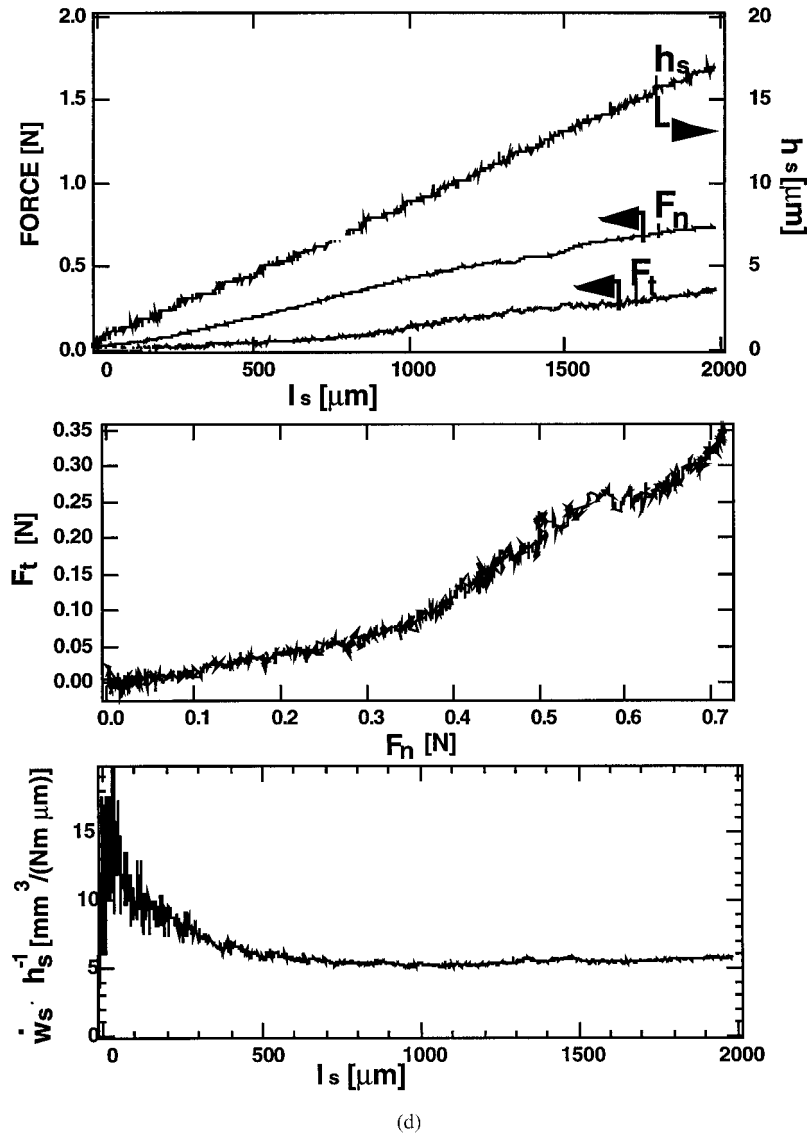 2.0 20
h s
1.5 15
L
FORCE [N] h s [μm]
1.0 10
F n
0.5 5
F t
0.0 0
0 500 1000 1500 2000
l s [μm]
0.35
0.30
0.25
F t [N]
0.20
0.15
0.10
0.05
0.00
0.0 0.1 0.2 0.3 0.4 0.5 0.6 0.7
F n [N]
ẇ s · h s -1 [mm 3 /(Nm μm)]
15
10
5
0
0 500 1000 1500 2000
l s [μm]
(d)